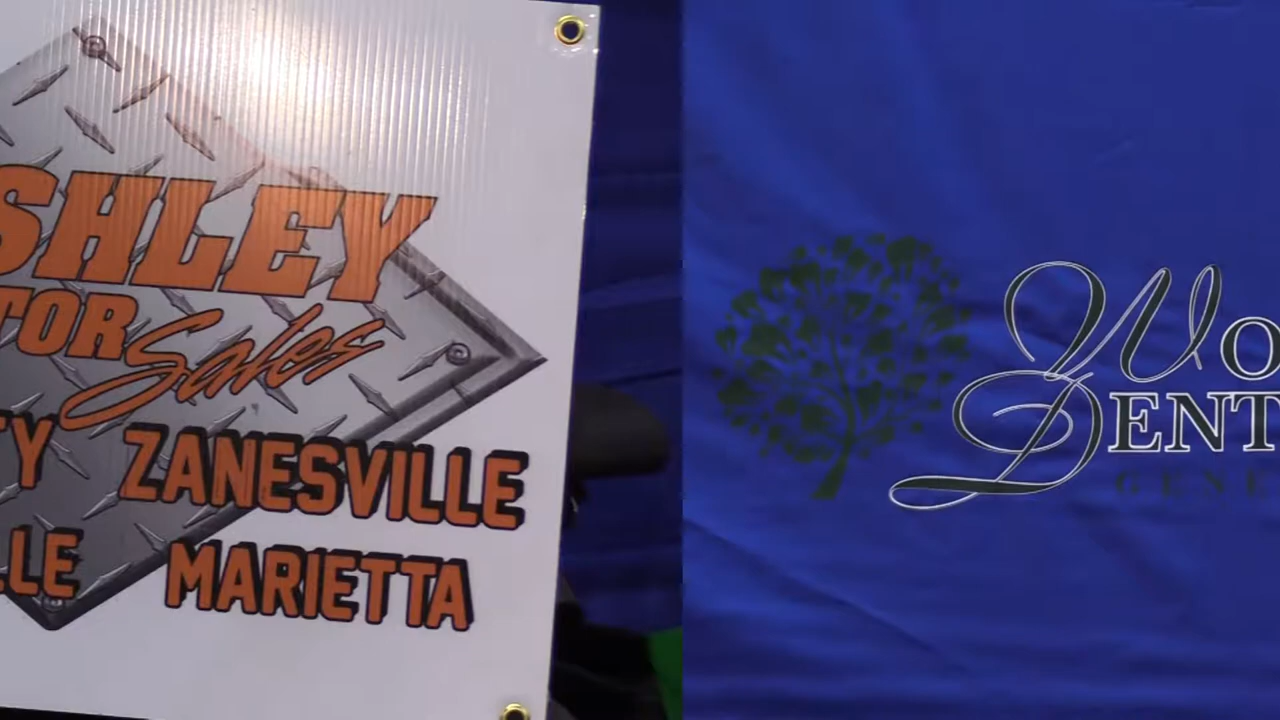 SHLEY
TOR Sales
TY ZANESVILLE
LLE MARIETTA
Wo
DENT
GENE